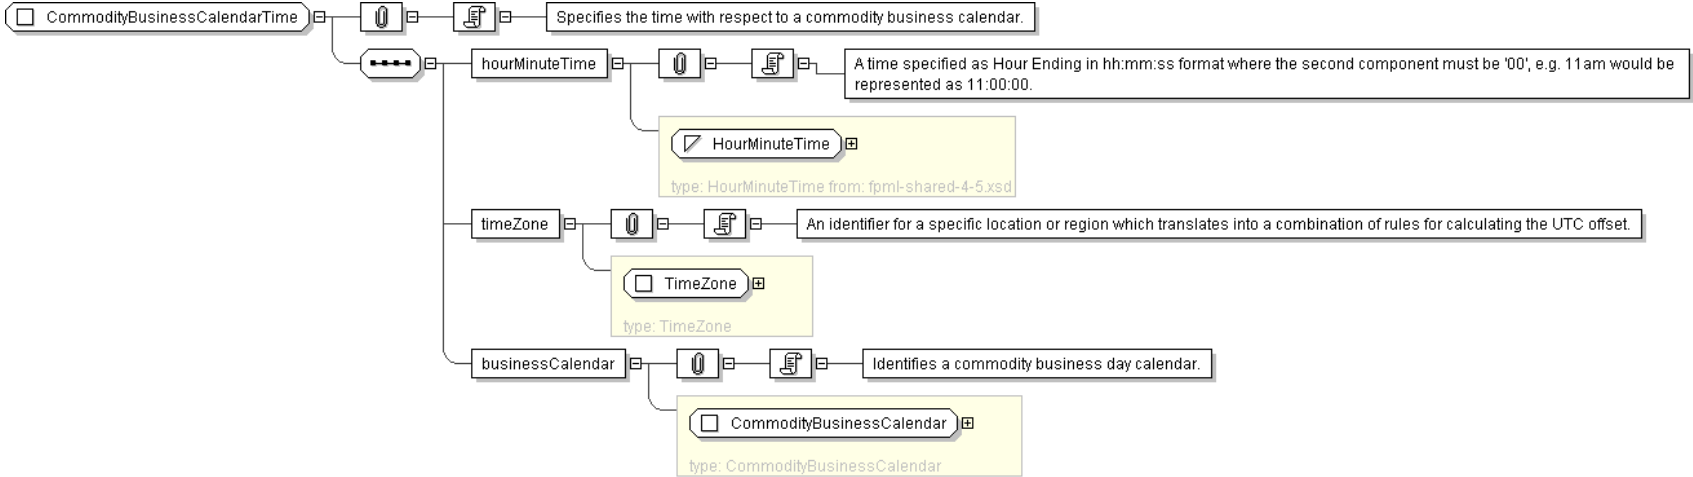 CommodityBusinessCalendarTime
Specifies the time with respect to a commodity business calendar.
hourMinuteTime
A time specified as Hour Ending in hh:mm:ss format where the second component must be '00', e.g. 11am would be
represented as 11:00:00.
HourMinuteTime
type: HourMinuteTime from: fpml-shared-4-5.xsd
timeZone
An identifier for a specific location or region which translates into a combination of rules for calculating the UTC offset.
TimeZone
type: TimeZone
businessCalendar
Identifies a commodity business day calendar.
CommodityBusinessCalendar
type: CommodityBusinessCalendar